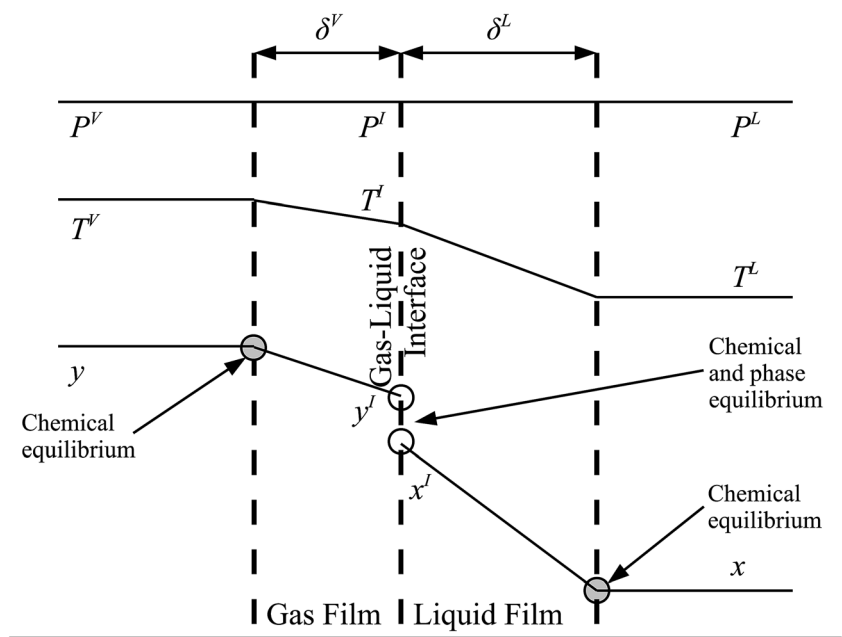 δ^V
δ^L
P^V
P^I
P^L
T^I
T^V
T^L
Gas-Liquid
Interface
Chemical
and phase
equilibrium
y
y^I
Chemical
equilibrium
x^I
Chemical
equilibrium
x
Gas Film
Liquid Film